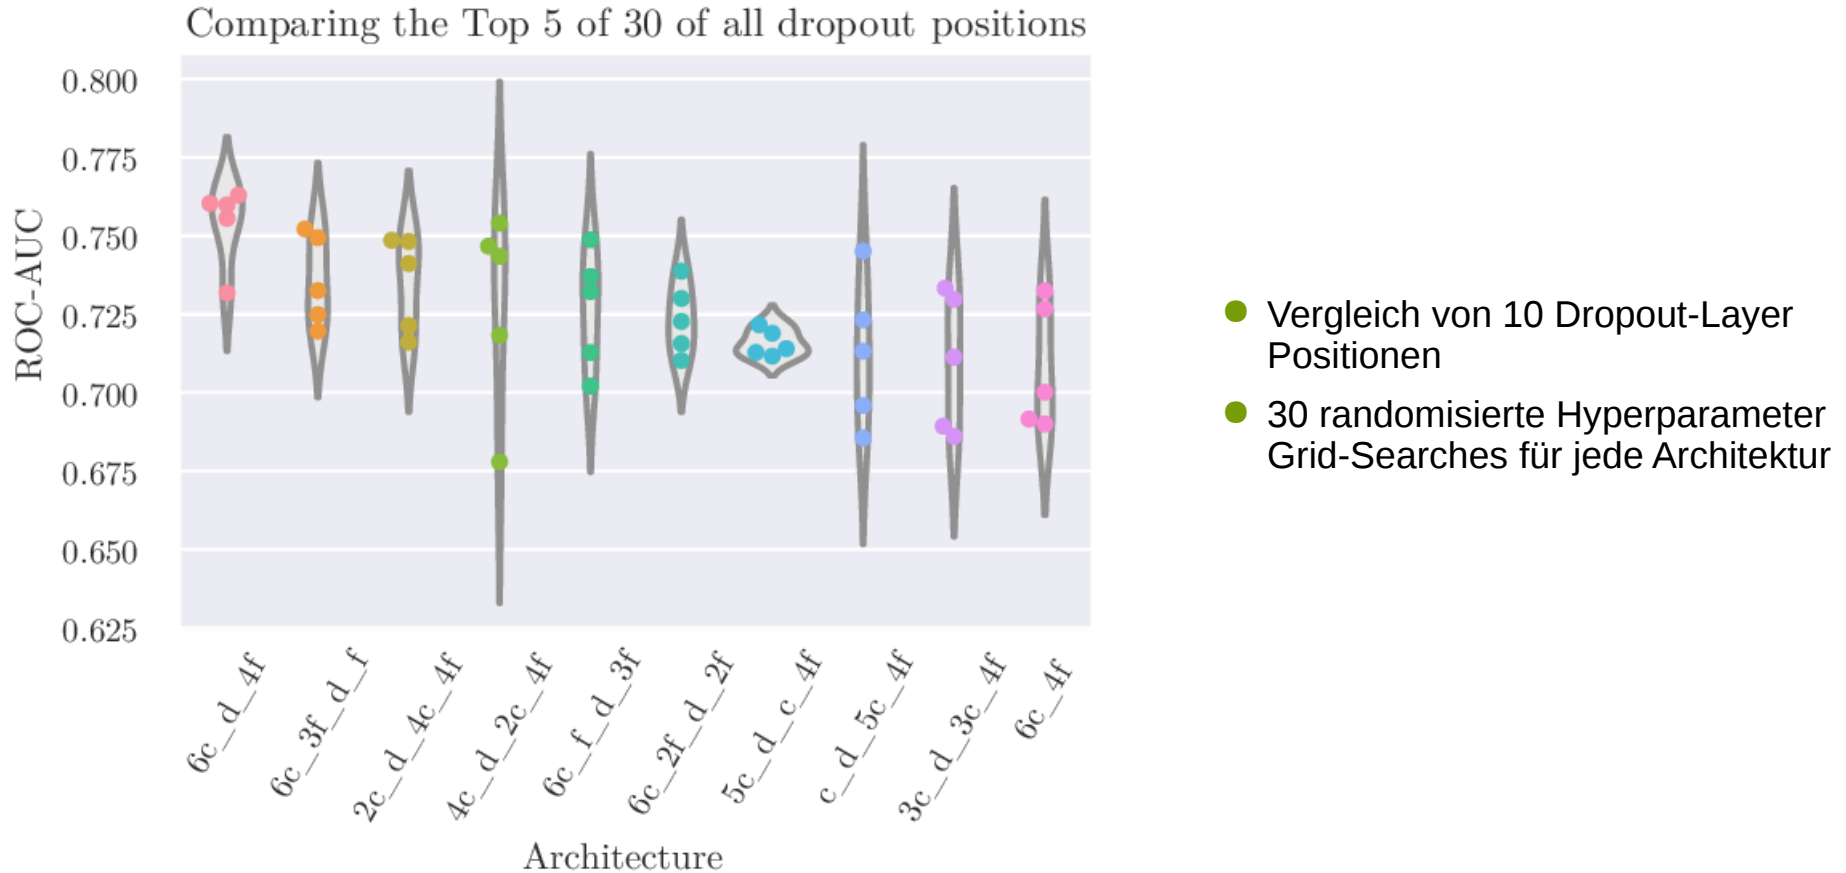 Comparing the Top 5 of 30 of all dropout positions
0.800
0.775
0.750
0.725
0.700
0.675
0.650
0.625
ROC-AUC
6c_d_4f
6c_3f_d_f
2c_d_4c_4f
4c_d_2c_4f
6c_f_d_3f
6c_2f_d_2f
5c_d_c_4f
c_d_5c_4f
3c_d_3c_4f
6c_4f
Architecture
Vergleich von 10 Dropout-Layer
Positionen
30 randomisierte Hyperparameter
Grid-Searches für jede Architektur